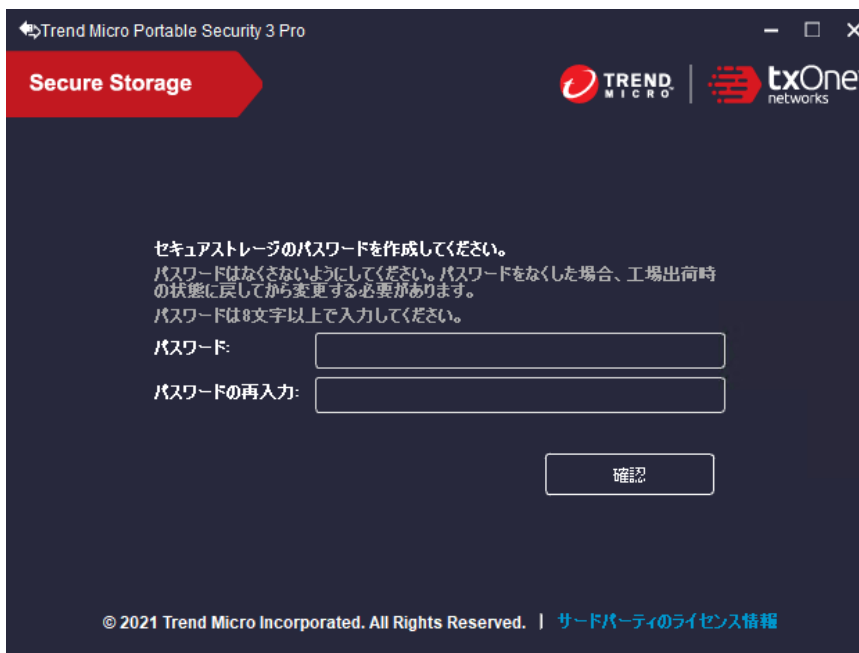 Trend Micro Portable Security 3 Pro
Secure Storage
TREND MICRO
txOne networks
セキュアストレージのパスワードを作成してください。
パスワードはなくさないようにしてください。パスワードをなくした場合、工場出荷時
の状態に戻してから変更する必要があります。
パスワードは8文字以上で入力してください。
パスワード:
パスワードの再入力:
確認
© 2021 Trend Micro Incorporated. All Rights Reserved. | サードパーティのライセンス情報